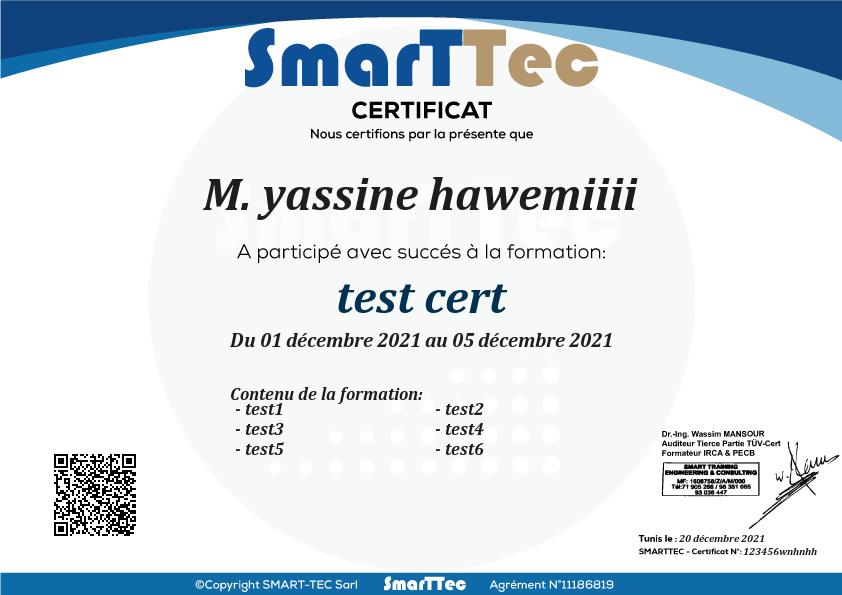 SmarTTec
CERTIFICAT
Nous certifions par la présente que
M. yassine hawemiiii
A participé avec succés à la formation:
test cert
Du 01 décembre 2021 au 05 décembre 2021
Contenu de la formation:
- test1
- test2
- test3
- test4
- test5
- test6
Dr.-Ing. Wassim MANSOUR
Auditeur Tierce Partie TÜV-Cert
Formateur IRCA & PECB
SMART TRAINING
ENGINEERING & CONSULTING
MF: 1606758/Z/A/M/000
Tél:71 905 266 / 98 351 065
93 036 447
Tunis le : 20 décembre 2021
SMARTTEC - Certificat N°: 123456wnhnhh
©Copyright SMART-TEC Sarl SmarTTec Agrément N°11186819